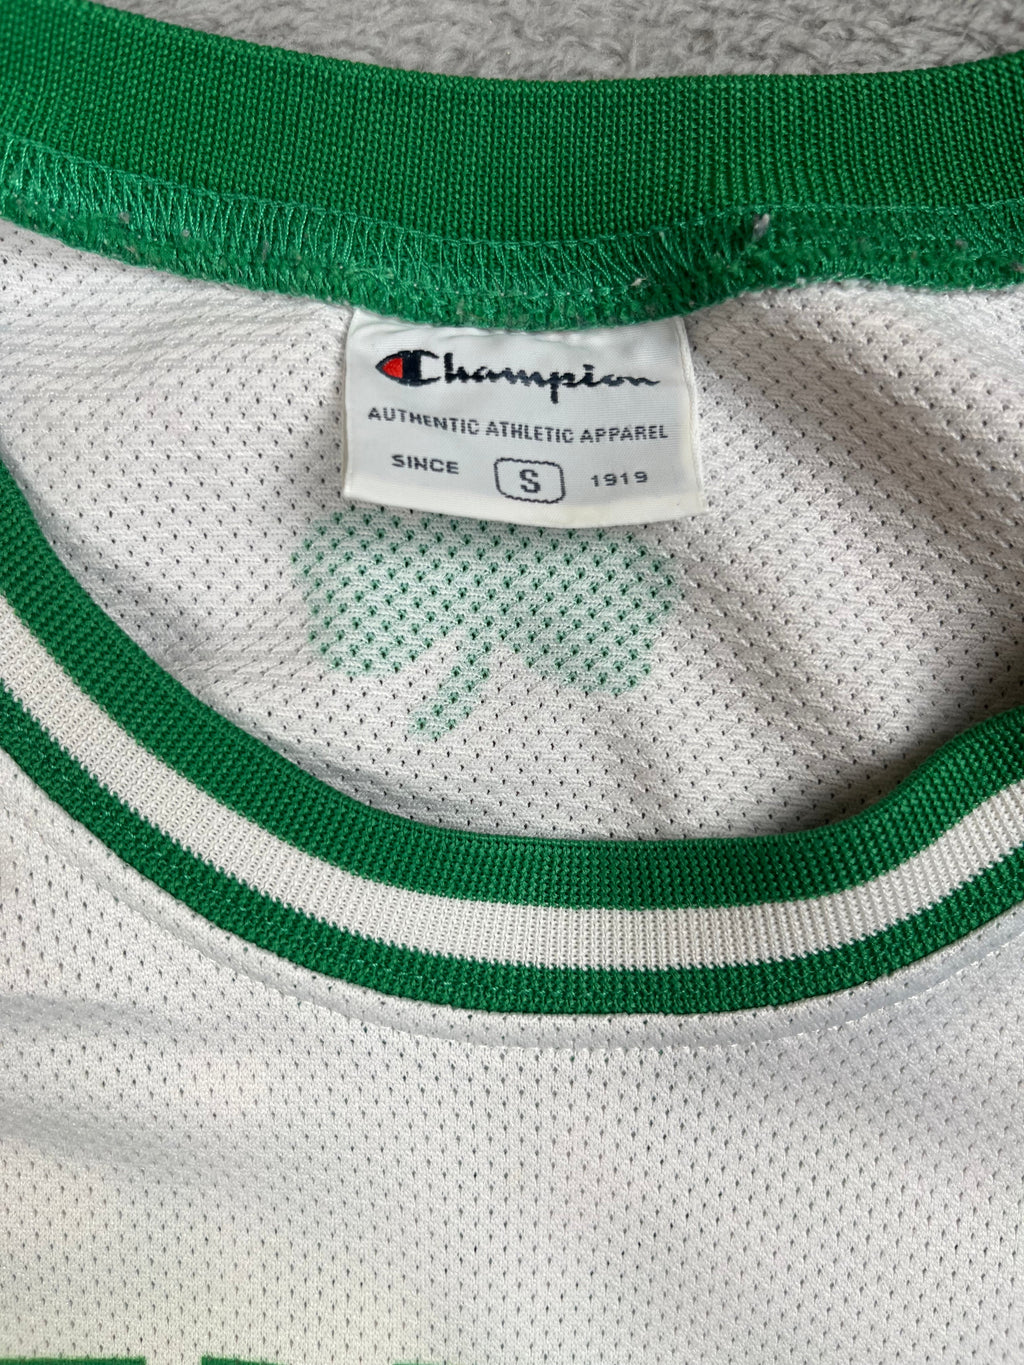 Champion
AUTHENTIC ATHLETIC APPAREL
SINCE S 1919